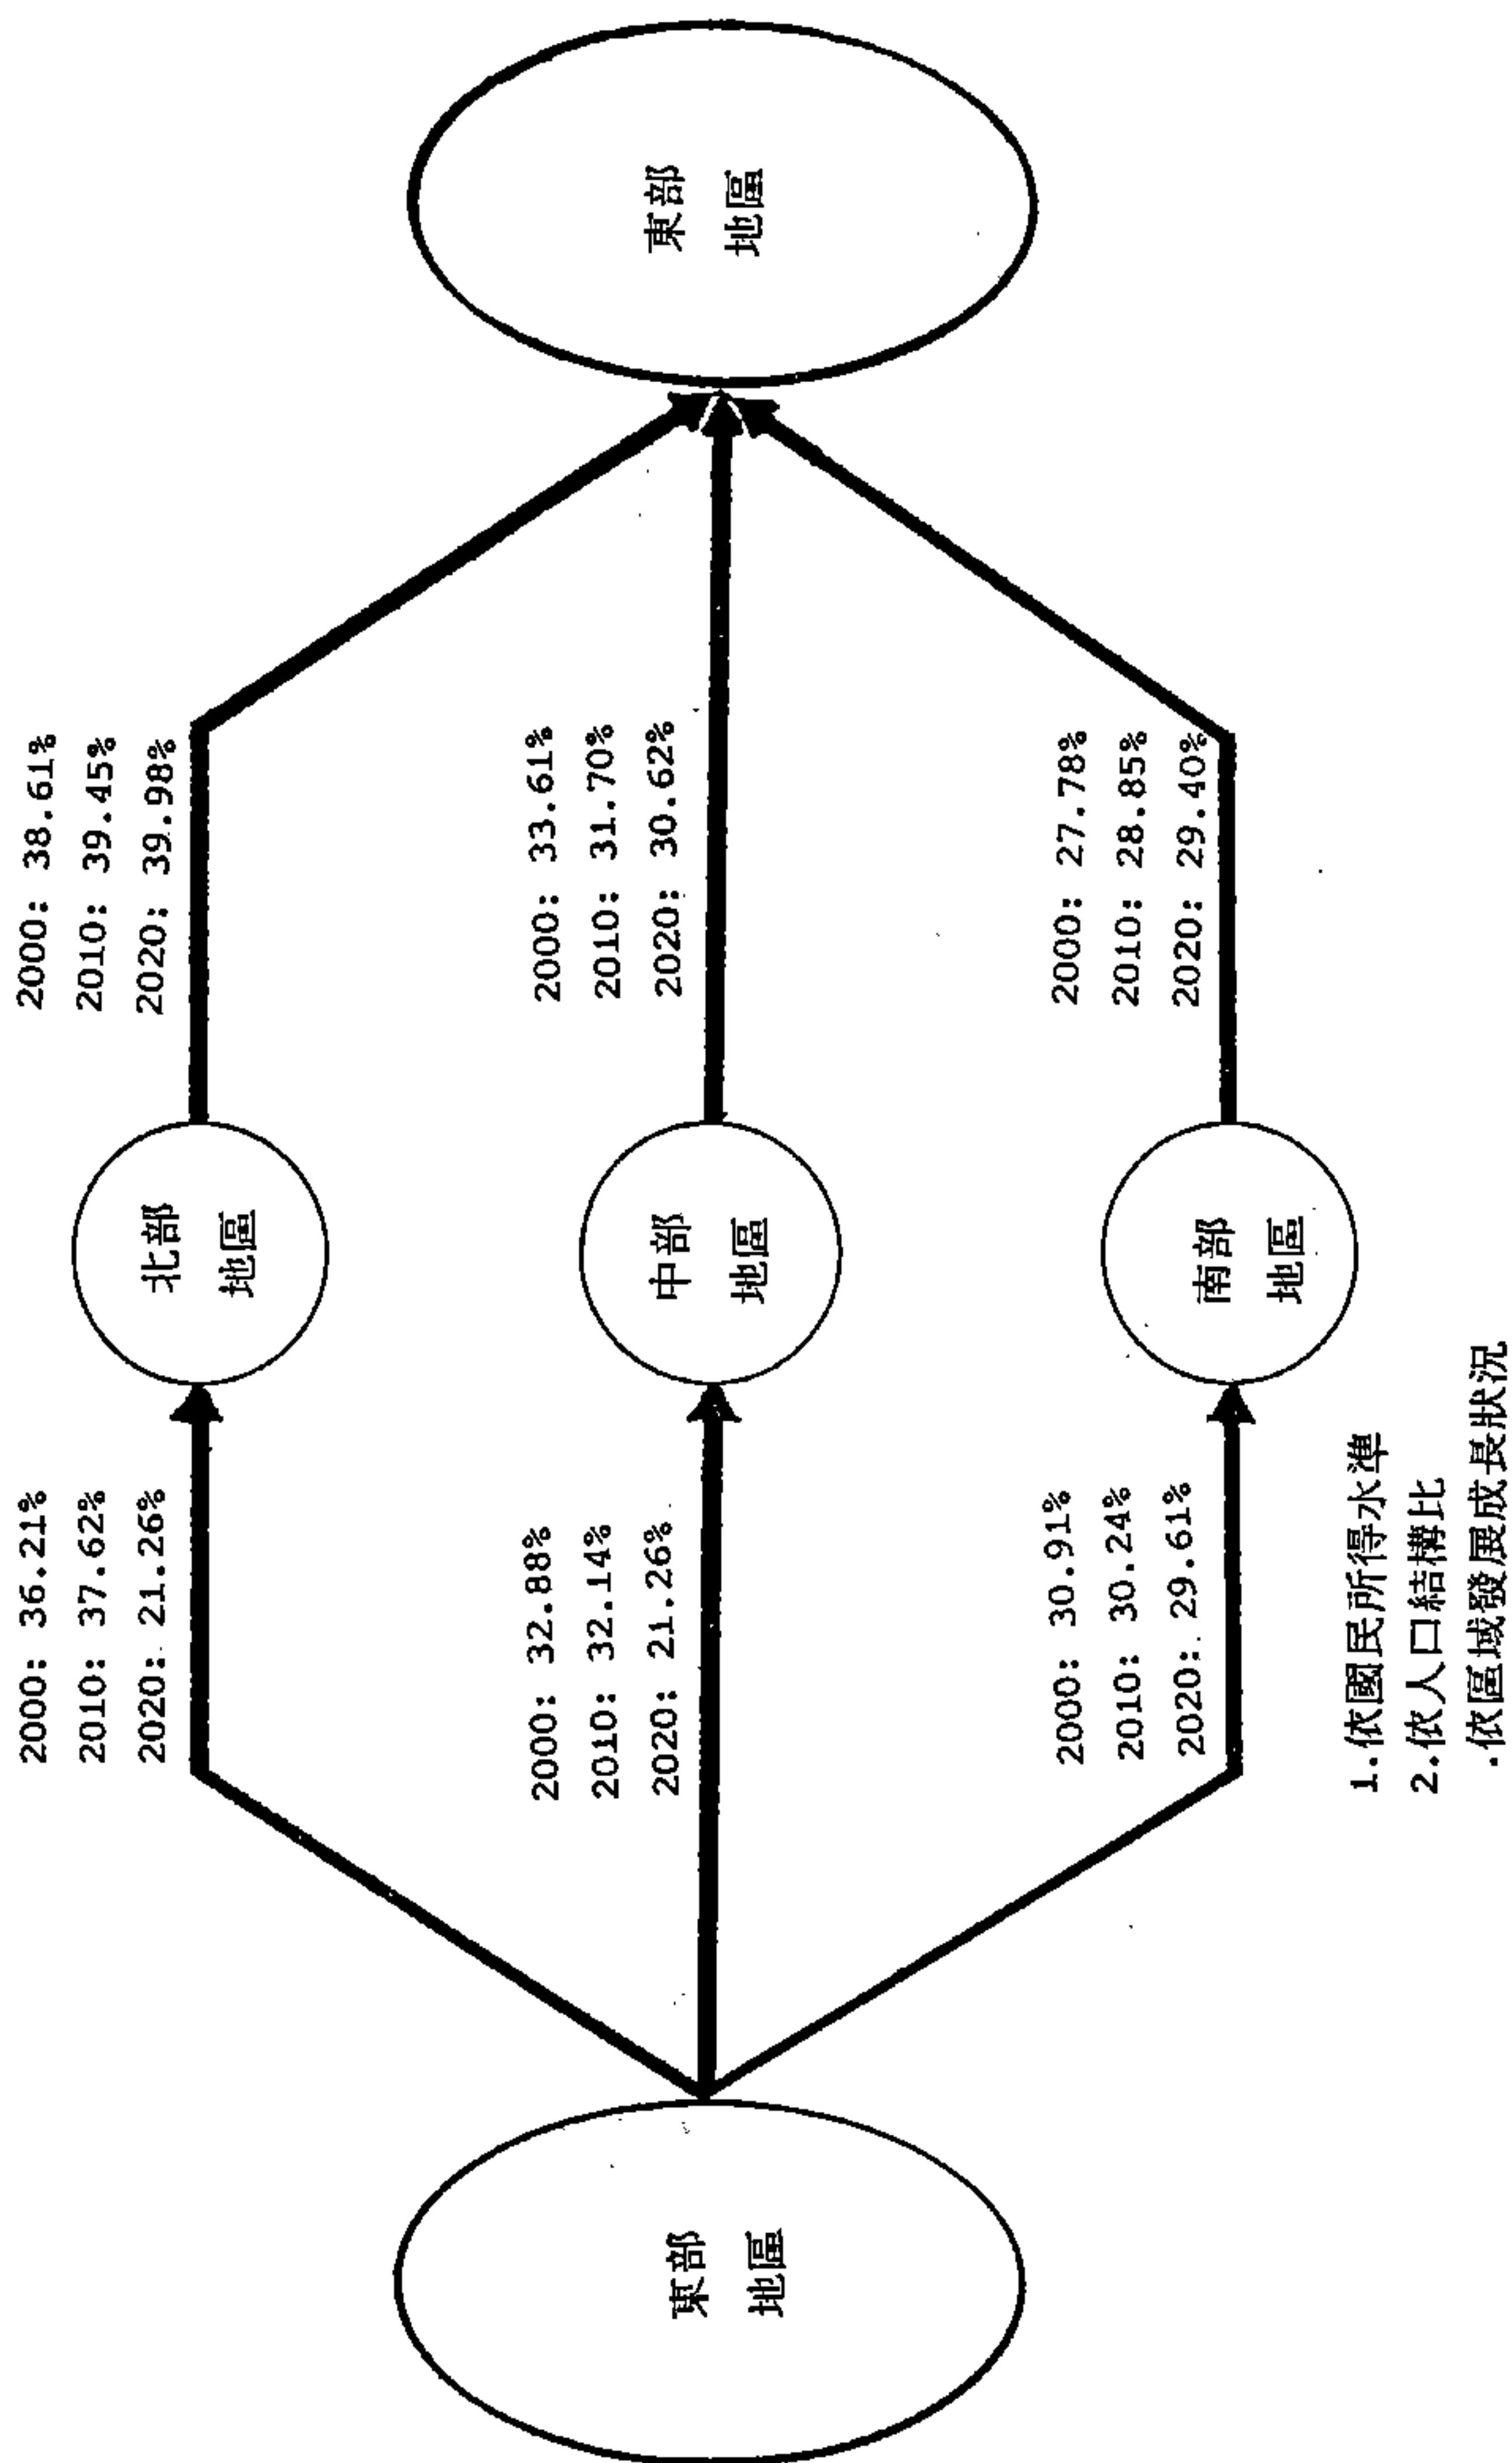 東部
地區
2000: 36.21%
2010: 37.62%
2020: 21.26%
2000: 32.88%
2010: 32.14%
2020: 21.26%
2000: 30.91%
2010: 30.24%
2020: 29.61%
北部
地區
中部
地區
南部
地區
2000: 38.61%
2010: 39.45%
2020: 39.98%
2000: 33.61%
2010: 31.70%
2020: 30.62%
2000: 27.78%
2010: 28.85%
2020: 29.40%
東部
地區
1.依國民所得水準
2.依人口結構比
.依區域發展成長狀況